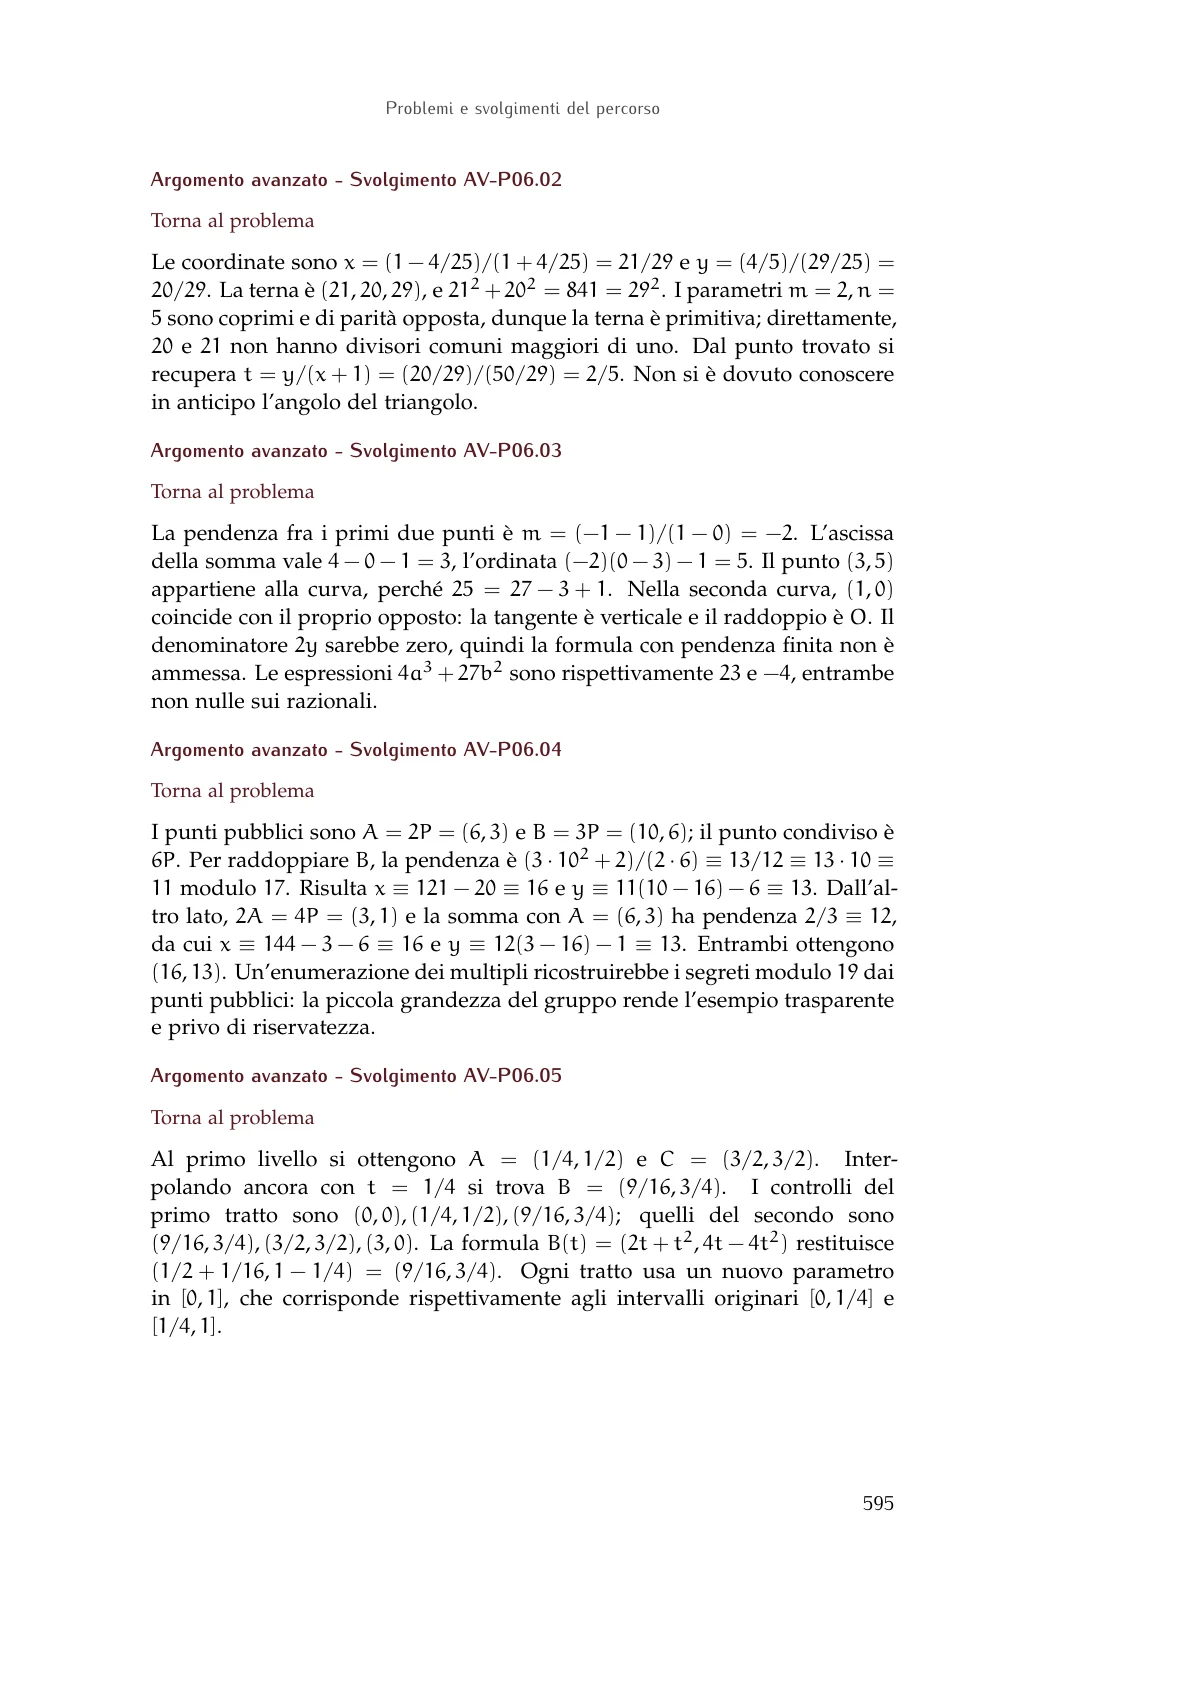 Problemi e svolgimenti del percorso
Argomento avanzato – Svolgimento AV-P06.02
Torna al problema
Le coordinate sono x = (1 − 4/25)/(1 + 4/25) = 21/29 e y = (4/5)/(29/25) =
20/29. La terna è (21, 20, 29), e 21² + 20² = 841 = 29². I parametri m = 2, n =
5 sono coprimi e di parità opposta, dunque la terna è primitiva; direttamente,
20 e 21 non hanno divisori comuni maggiori di uno. Dal punto trovato si
recupera t = y/(x + 1) = (20/29)/(50/29) = 2/5. Non si è dovuto conoscere
in anticipo l'angolo del triangolo.
Argomento avanzato – Svolgimento AV-P06.03
Torna al problema
La pendenza fra i primi due punti è m = (−1 − 1)/(1 − 0) = −2. L'ascissa
della somma vale 4 − 0 − 1 = 3, l'ordinata (−2)(0 − 3) − 1 = 5. Il punto (3, 5)
appartiene alla curva, perché 25 = 27 − 3 + 1. Nella seconda curva, (1, 0)
coincide con il proprio opposto: la tangente è verticale e il raddoppio è O. Il
denominatore 2y sarebbe zero, quindi la formula con pendenza finita non è
ammessa. Le espressioni 4a³ + 27b² sono rispettivamente 23 e −4, entrambe
non nulle sui razionali.
Argomento avanzato – Svolgimento AV-P06.04
Torna al problema
I punti pubblici sono A = 2P = (6, 3) e B = 3P = (10, 6); il punto condiviso è
6P. Per raddoppiare B, la pendenza è (3 · 10² + 2)/(2 · 6) ≡ 13/12 ≡ 13 · 10 ≡
11 modulo 17. Risulta x ≡ 121 − 20 ≡ 16 e y ≡ 11(10 − 16) − 6 ≡ 13. Dall'al-
tro lato, 2A = 4P = (3, 1) e la somma con A = (6, 3) ha pendenza 2/3 ≡ 12,
da cui x ≡ 144 − 3 − 6 ≡ 16 e y ≡ 12(3 − 16) − 1 ≡ 13. Entrambi ottengono
(16, 13). Un'enumerazione dei multipli ricostruirebbe i segreti modulo 19 dai
punti pubblici: la piccola grandezza del gruppo rende l'esempio trasparente
e privo di riservatezza.
Argomento avanzato – Svolgimento AV-P06.05
Torna al problema
Al primo livello si ottengono A = (1/4, 1/2) e C = (3/2, 3/2). Inter-
polando ancora con t = 1/4 si trova B = (9/16, 3/4). I controlli del
primo tratto sono (0, 0), (1/4, 1/2), (9/16, 3/4); quelli del secondo sono
(9/16, 3/4), (3/2, 3/2), (3, 0). La formula B(t) = (2t + t², 4t − 4t²) restituisce
(1/2 + 1/16, 1 − 1/4) = (9/16, 3/4). Ogni tratto usa un nuovo parametro
in [0, 1], che corrisponde rispettivamente agli intervalli originari [0, 1/4] e
[1/4, 1].
595